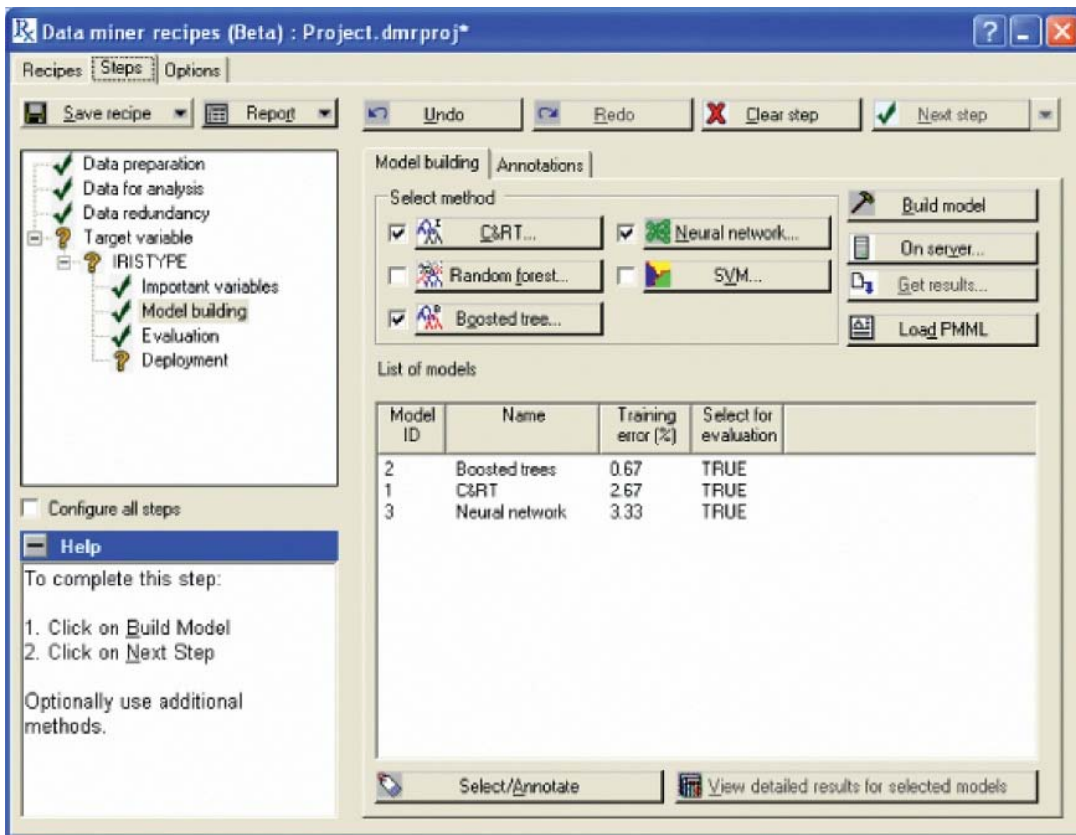 Data miner recipes (Beta) : Project.dmrproj*
Recipes Steps Options
Save recipe Report Undo Redo Clear step Next step
Data preparation
Data for analysis
Data redundancy
Target variable
IRISTYPE
Important variables
Model building
Evaluation
Deployment
Configure all steps
Help
To complete this step:
1. Click on Build Model
2. Click on Next Step
Optionally use additional
methods.
Model building Annotations
Select method
C&RT... Neural network...
Random forest... SVM...
Boosted tree...
Build model
On server...
Get results...
Load PMML
List of models
Model ID Name Training error (%) Select for evaluation
2 Boosted trees 0.67 TRUE
1 C&RT 2.67 TRUE
3 Neural network 3.33 TRUE
Select/Annotate View detailed results for selected models